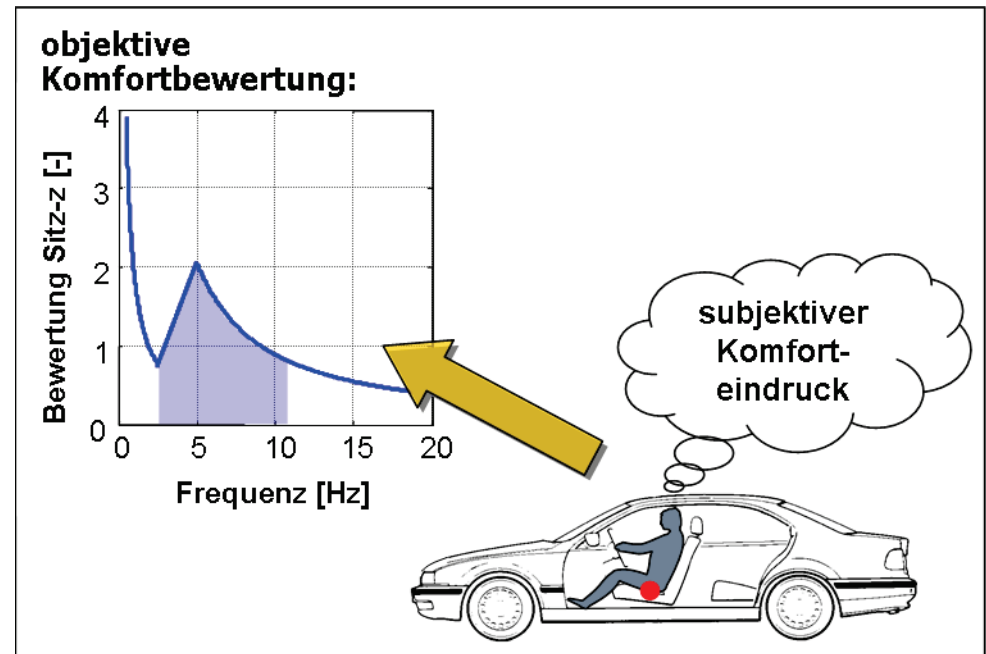 objektive
Komfortbewertung:
4
3
2
1
0
Bewertung Sitz-z [-]
0 5 10 15 20
Frequenz [Hz]
subjektiver
Komfort-
eindruck